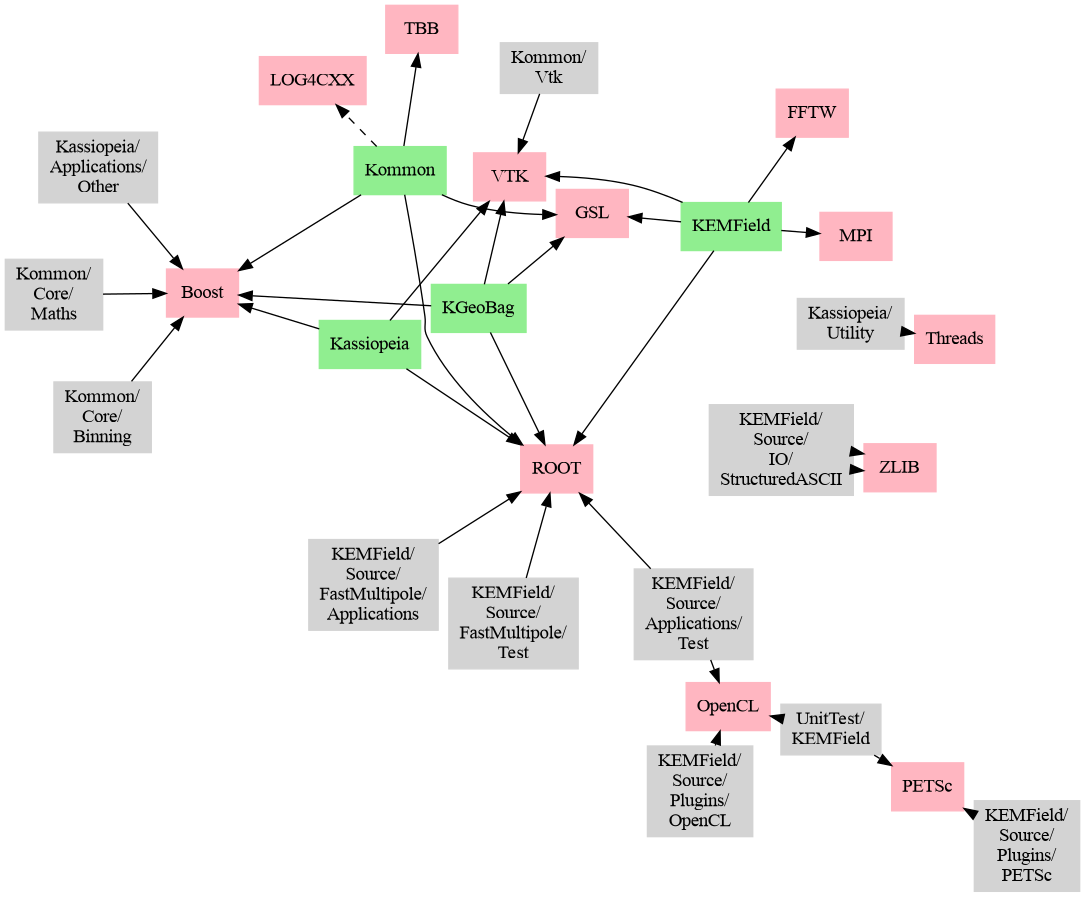 TBB
LOG4CXX
Kommon/
Vtk
FFTW
Kassiopeia/
Applications/
Other
Kommon
VTK
GSL
KEMField
MPI
Kommon/
Core/
Maths
Boost
KGeoBag
Kassiopeia/
Utility
Threads
Kassiopeia
Kommon/
Core/
Binning
KEMField/
Source/
IO/
StructuredASCII
ZLIB
ROOT
KEMField/
Source/
FastMultipole/
Applications
KEMField/
Source/
FastMultipole/
Test
KEMField/
Source/
Applications/
Test
OpenCL
UnitTest/
KEMField
KEMField/
Source/
Plugins/
OpenCL
PETSc
KEMField/
Source/
Plugins/
PETSc